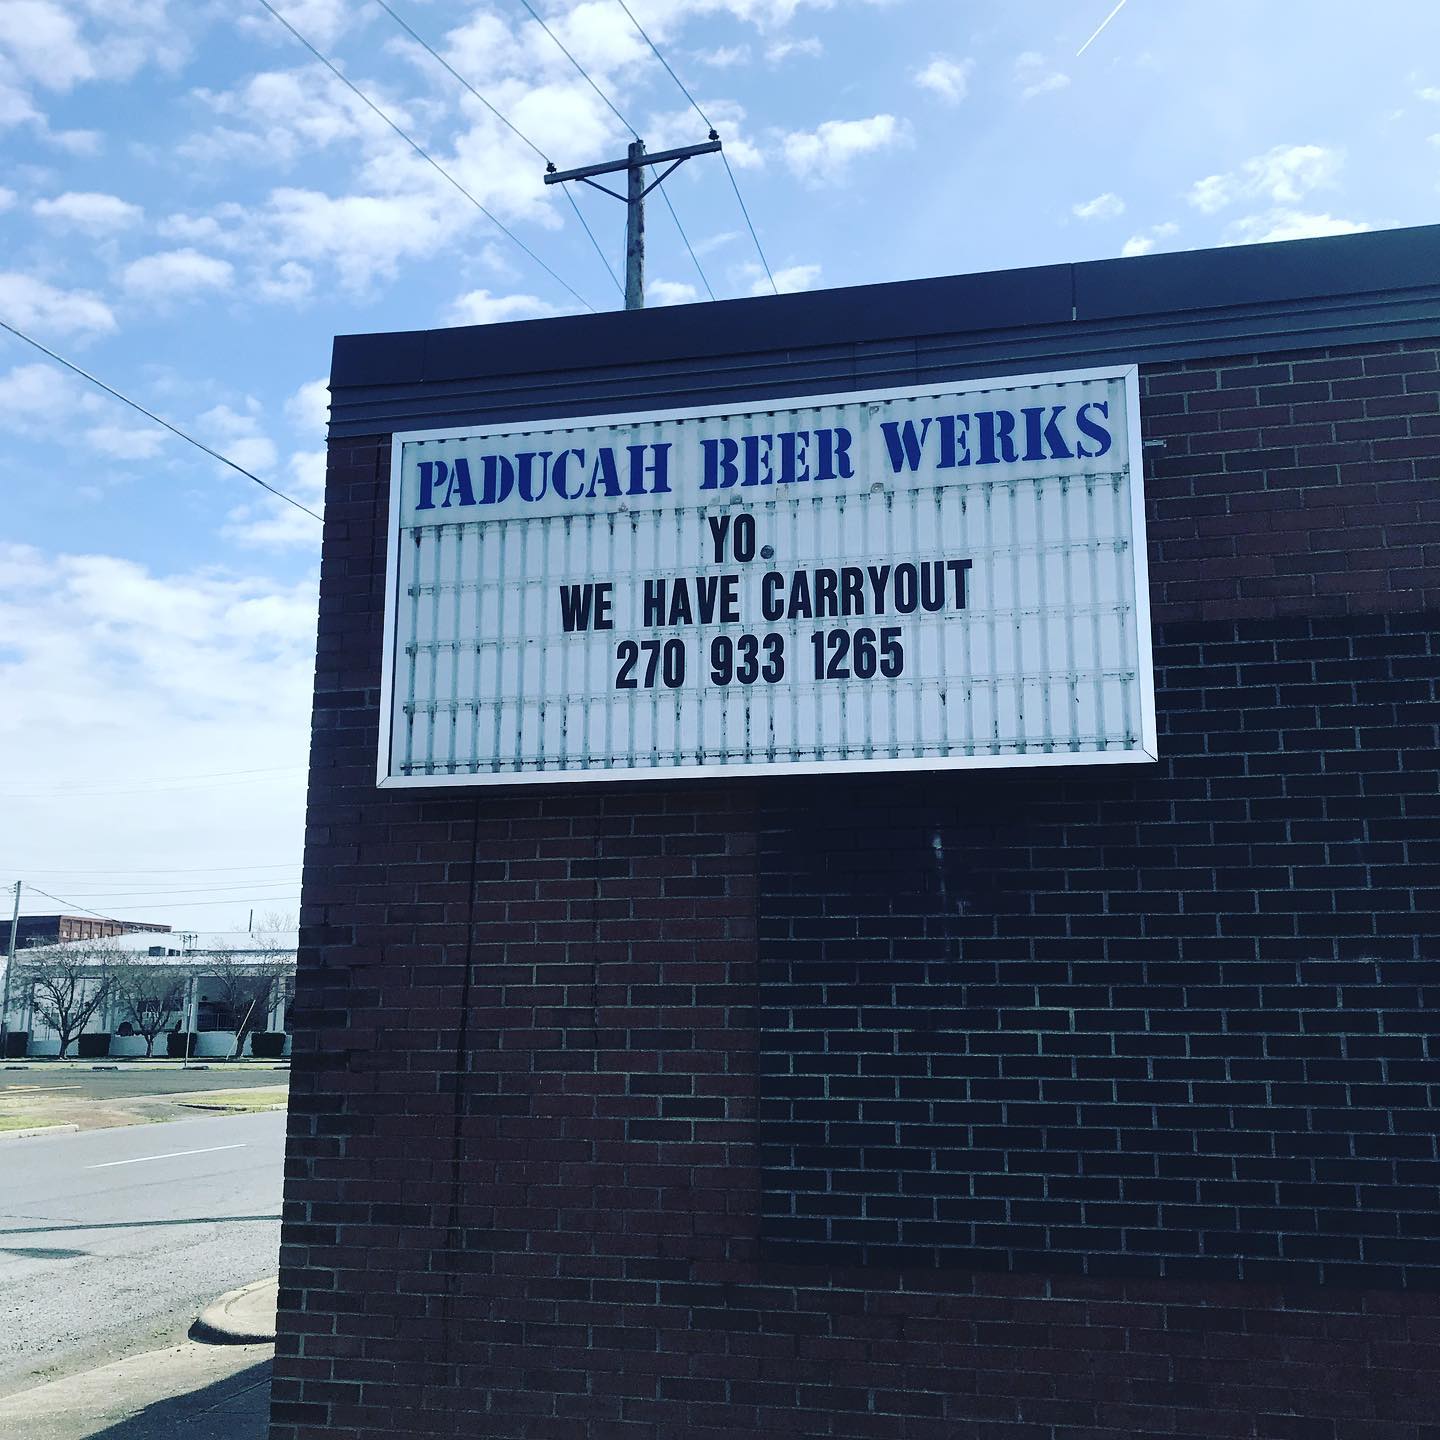 PADUCAH BEER WERKS
YO.
WE HAVE CARRYOUT
270 933 1265